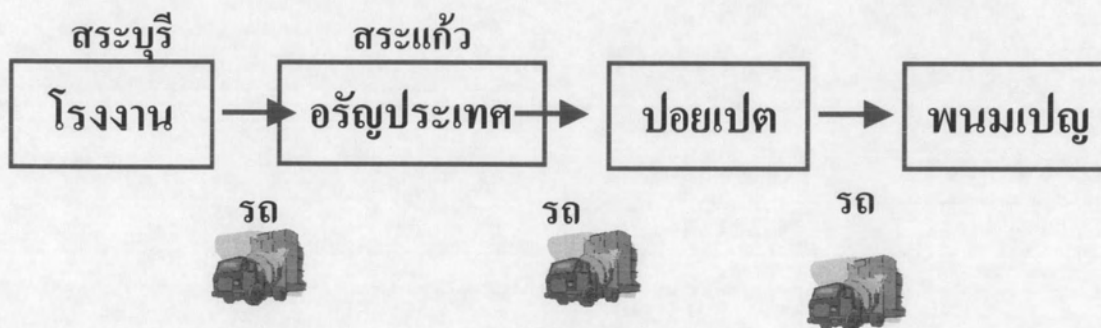 สระบุรี สระแก้ว
โรงงาน อรัญประเทศ ปอยเปต พนมเปญ
รถ รถ รถ